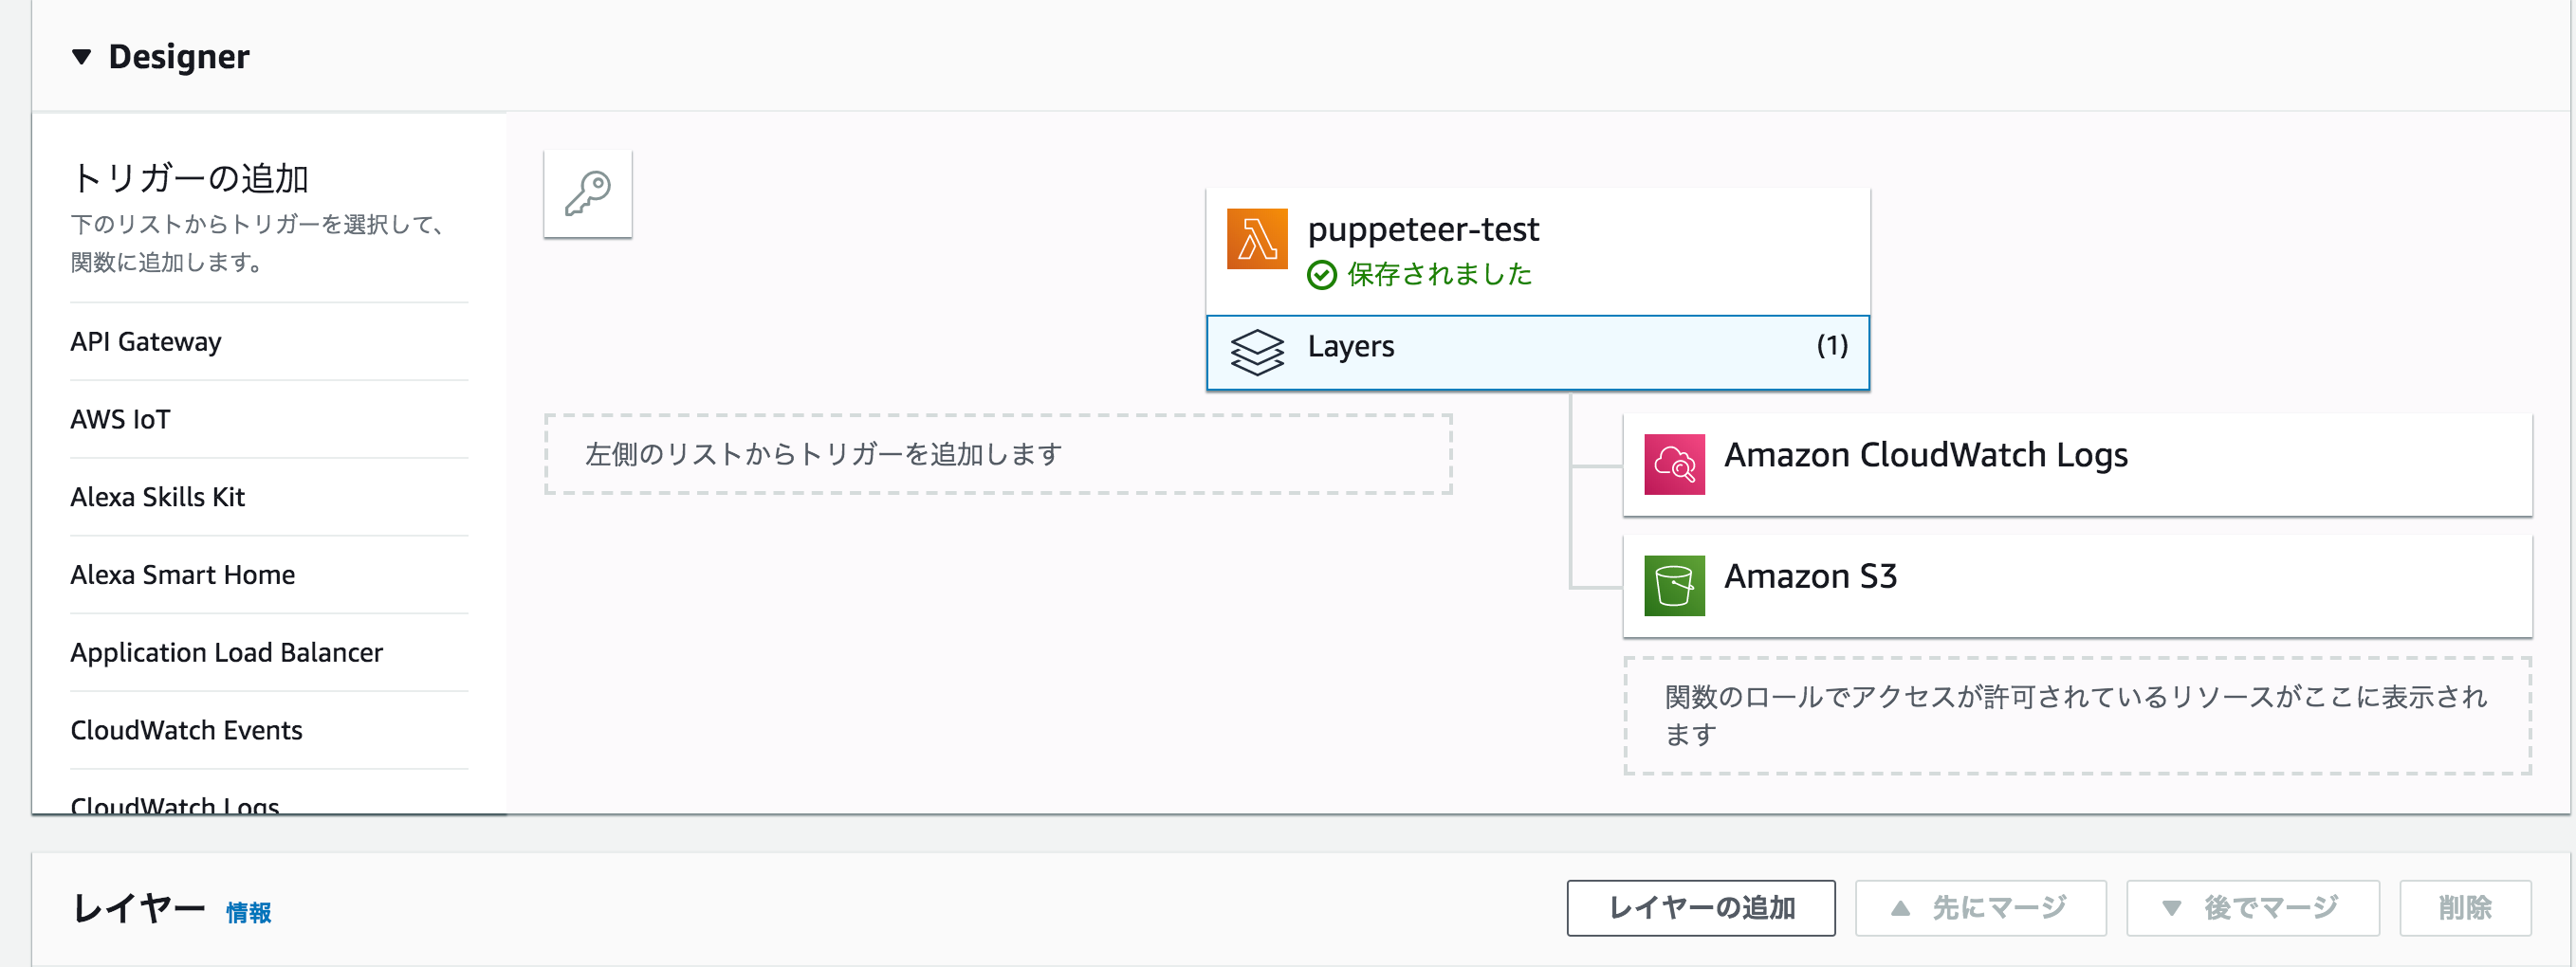 Designer
トリガーの追加
下のリストからトリガーを選択して、
関数に追加します。
API Gateway
AWS IoT
Alexa Skills Kit
Alexa Smart Home
Application Load Balancer
CloudWatch Events
CloudWatch Logs
puppeteer-test
保存されました
Layers (1)
左側のリストからトリガーを追加します
Amazon CloudWatch Logs
Amazon S3
関数のロールでアクセスが許可されているリソースがここに表示され
ます
レイヤー 情報
レイヤーの追加 ▲ 先にマージ ▼ 後でマージ 削除